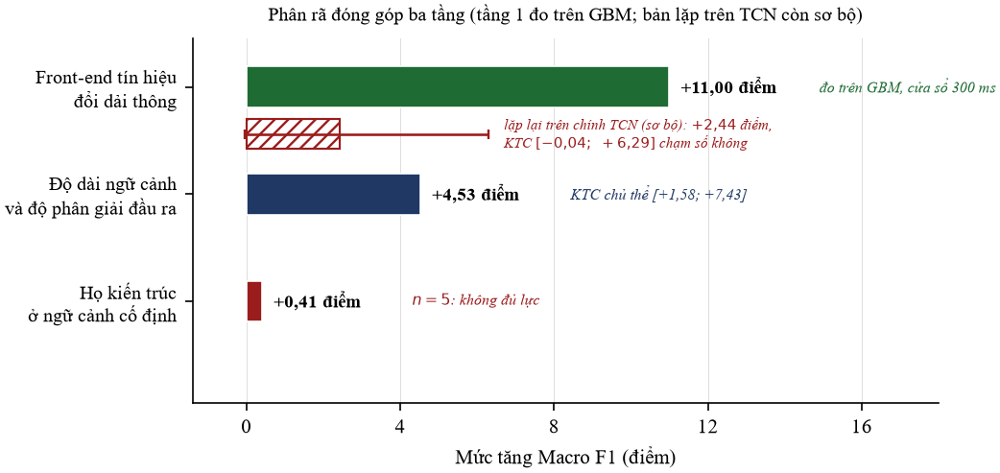 Phân rã đóng góp ba tầng (tầng 1 đo trên GBM; bản lặp trên TCN còn sơ bộ)
Front-end tín hiệu
đổi dải thông
+11,00 điểm
đo trên GBM, cửa sổ 300 ms
lặp lại trên chính TCN (sơ bộ): +2,44 điểm,
KTC [−0,04; +6,29] chạm số không
Độ dài ngữ cảnh
và độ phân giải đầu ra
+4,53 điểm
KTC chủ thể [+1,58; +7,43]
Họ kiến trúc
ở ngữ cảnh cố định
+0,41 điểm
n = 5: không đủ lực
0 4 8 12 16
Mức tăng Macro F1 (điểm)